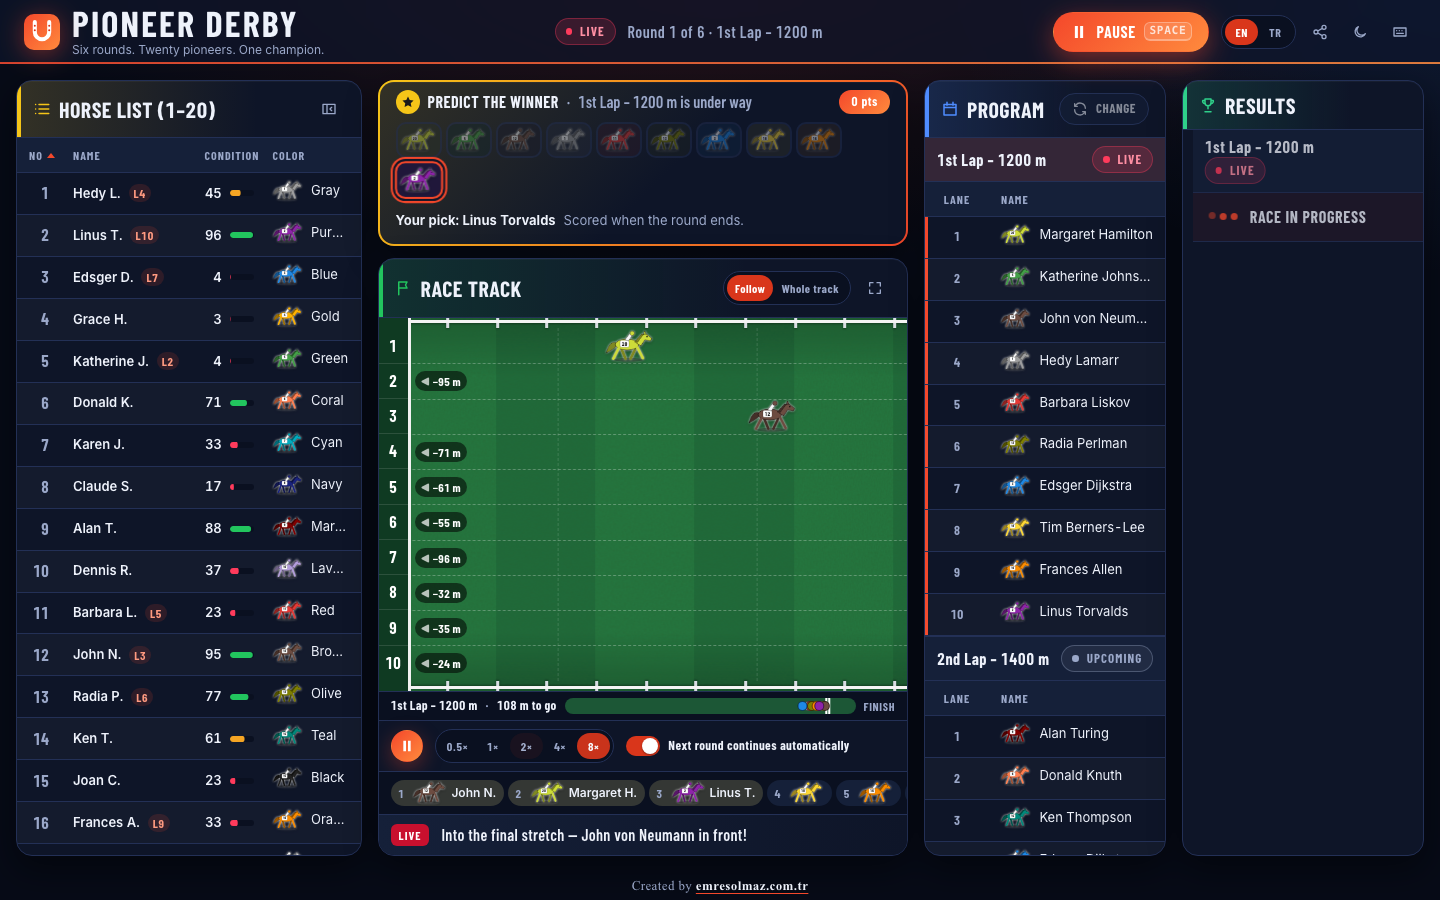 PIONEER DERBY
Six rounds. Twenty pioneers. One champion.
LIVE
Round 1 of 6 · 1st Lap – 1200 m
PAUSE SPACE
EN TR
HORSE LIST (1–20)
NO NAME CONDITION COLOR
1 Hedy L. L4 45 Gray
2 Linus T. L10 96 Pur...
3 Edsger D. L7 4 Blue
4 Grace H. 3 Gold
5 Katherine J. L2 4 Green
6 Donald K. 71 Coral
7 Karen J. 33 Cyan
8 Claude S. 17 Navy
9 Alan T. 88 Mar...
10 Dennis R. 37 Lav...
11 Barbara L. L5 23 Red
12 John N. L3 95 Bro...
13 Radia P. L6 77 Olive
14 Ken T. 61 Teal
15 Joan C. 23 Black
16 Frances A. L9 33 Ora...
PREDICT THE WINNER · 1st Lap – 1200 m is under way
0 pts
Your pick: Linus Torvalds Scored when the round ends.
RACE TRACK
Follow Whole track
1
2 –95 m
3
4 –71 m
5 –61 m
6 –55 m
7 –96 m
8 –32 m
9 –35 m
10 –24 m
1st Lap – 1200 m · 108 m to go FINISH
0.5× 1× 2× 4× 8× Next round continues automatically
1 John N. 2 Margaret H. 3 Linus T. 4 5
LIVE Into the final stretch — John von Neumann in front!
PROGRAM
CHANGE
1st Lap – 1200 m LIVE
LANE NAME
1 Margaret Hamilton
2 Katherine Johns...
3 John von Neum...
4 Hedy Lamarr
5 Barbara Liskov
6 Radia Perlman
7 Edsger Dijkstra
8 Tim Berners-Lee
9 Frances Allen
10 Linus Torvalds
2nd Lap – 1400 m UPCOMING
LANE NAME
1 Alan Turing
2 Donald Knuth
3 Ken Thompson
RESULTS
1st Lap – 1200 m
LIVE
RACE IN PROGRESS
Created by emresolmaz.com.tr